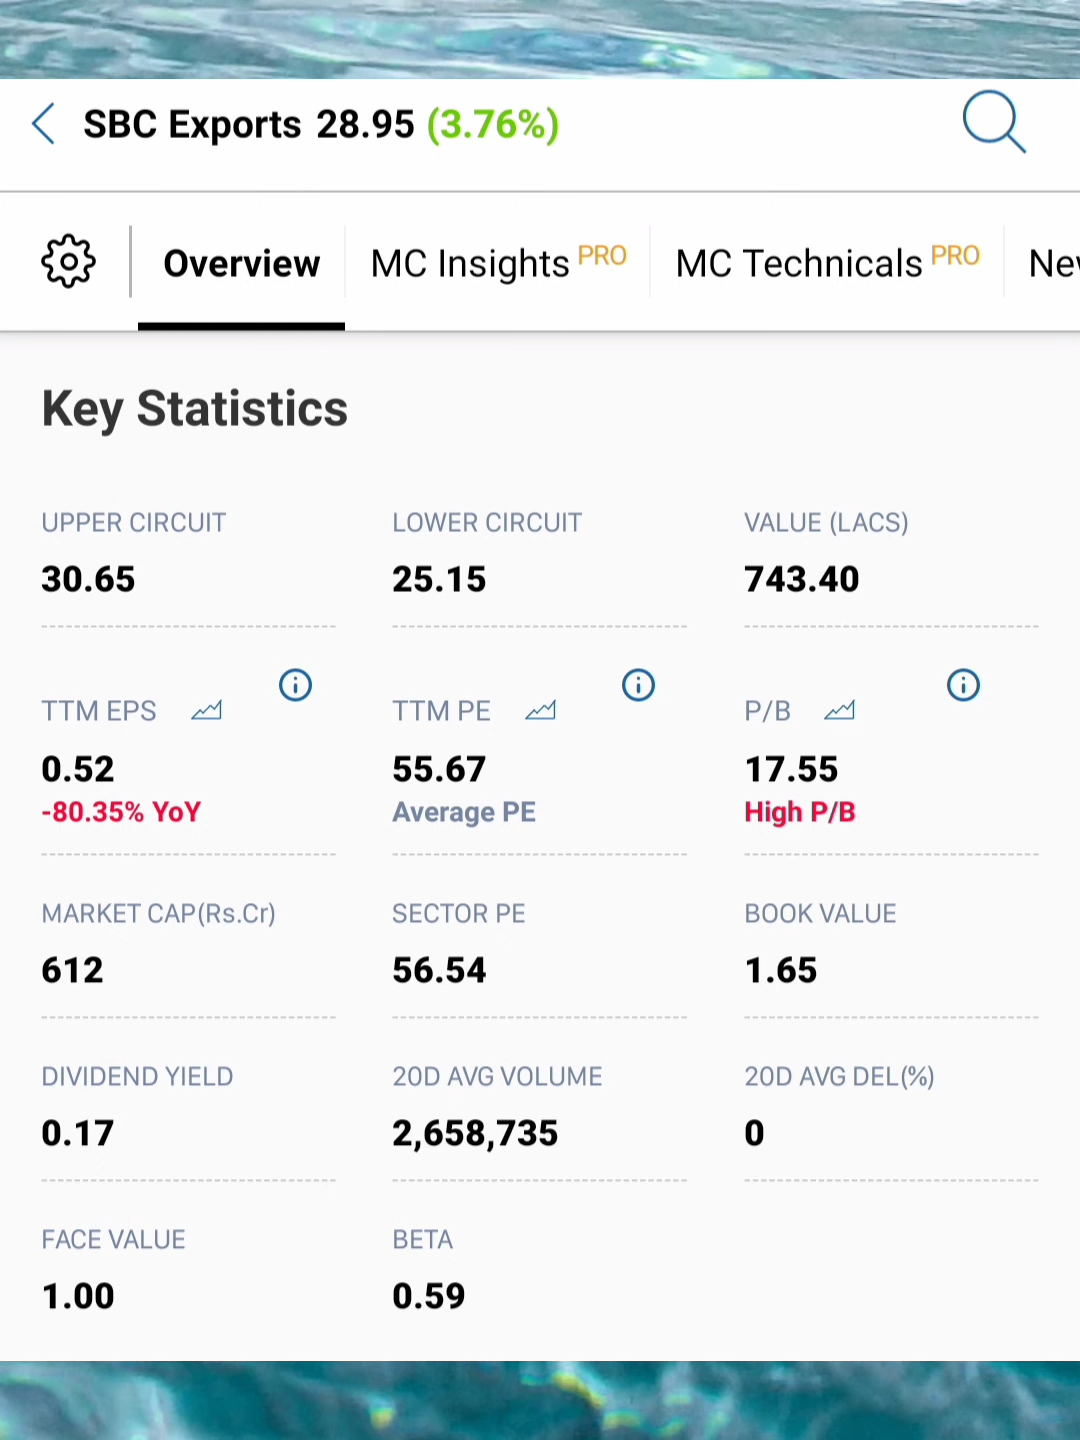 SBC Exports 28.95 (3.76%)
Overview MC Insights PRO MC Technicals PRO
Key Statistics
UPPER CIRCUIT LOWER CIRCUIT VALUE (LACS)
30.65 25.15 743.40
TTM EPS TTM PE P/B
0.52 55.67 17.55
-80.35% YoY Average PE High P/B
MARKET CAP(Rs.Cr) SECTOR PE BOOK VALUE
612 56.54 1.65
DIVIDEND YIELD 20D AVG VOLUME 20D AVG DEL(%)
0.17 2,658,735 0
FACE VALUE BETA
1.00 0.59